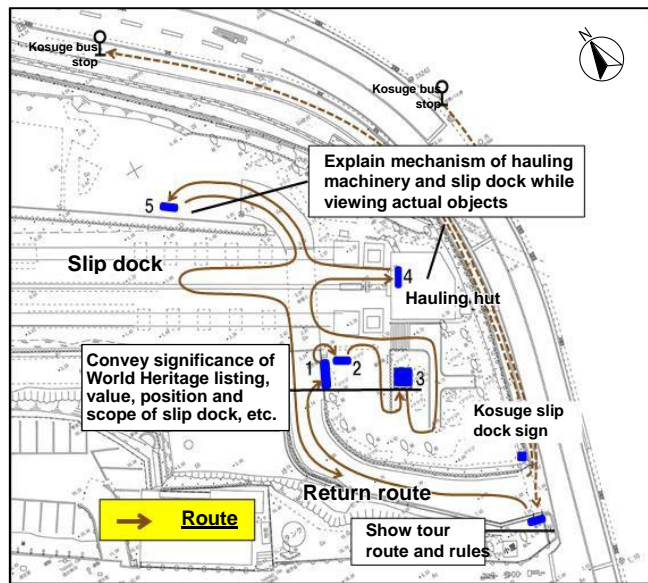 Kosuge bus
stop
N
Kosuge bus
stop
Explain mechanism of hauling
machinery and slip dock while
viewing actual objects
5
Slip dock
4
Hauling hut
Convey significance of
World Heritage listing,
value, position and
scope of slip dock, etc.
1
2
3
Kosuge slip
dock sign
Return route
Route
Show tour
route and rules